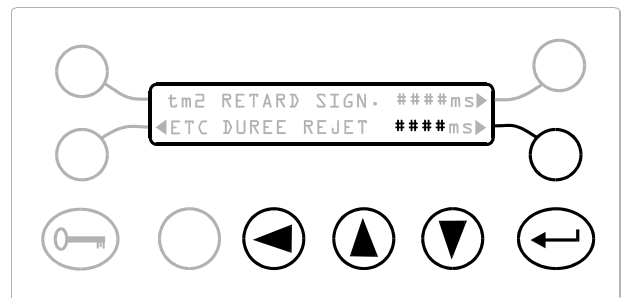 tm2 RETARD SIGN. ####ms▶
◀ETC DUREE REJET ####ms▶